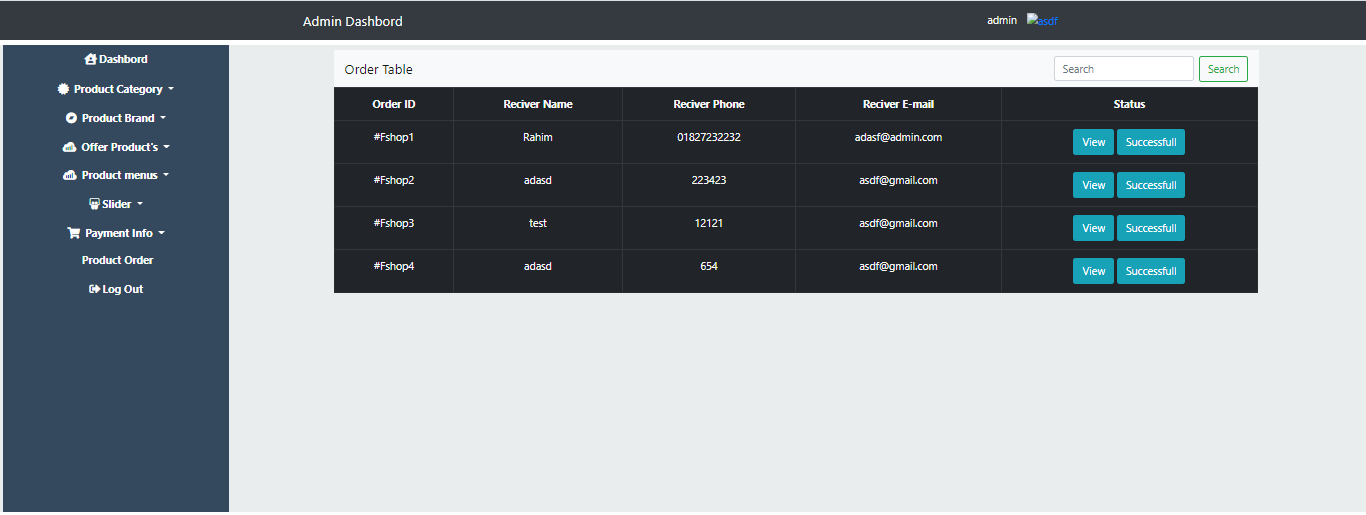 Admin Dashbord
admin asdf
Dashbord
Product Category
Product Brand
Offer Product's
Product menus
Slider
Payment Info
Product Order
Log Out
Order Table
Search Search
Order ID Reciver Name Reciver Phone Reciver E-mail Status
#Fshop1 Rahim 01827232232 adasf@admin.com View Successfull
#Fshop2 adasd 223423 asdf@gmail.com View Successfull
#Fshop3 test 12121 asdf@gmail.com View Successfull
#Fshop4 adasd 654 asdf@gmail.com View Successfull